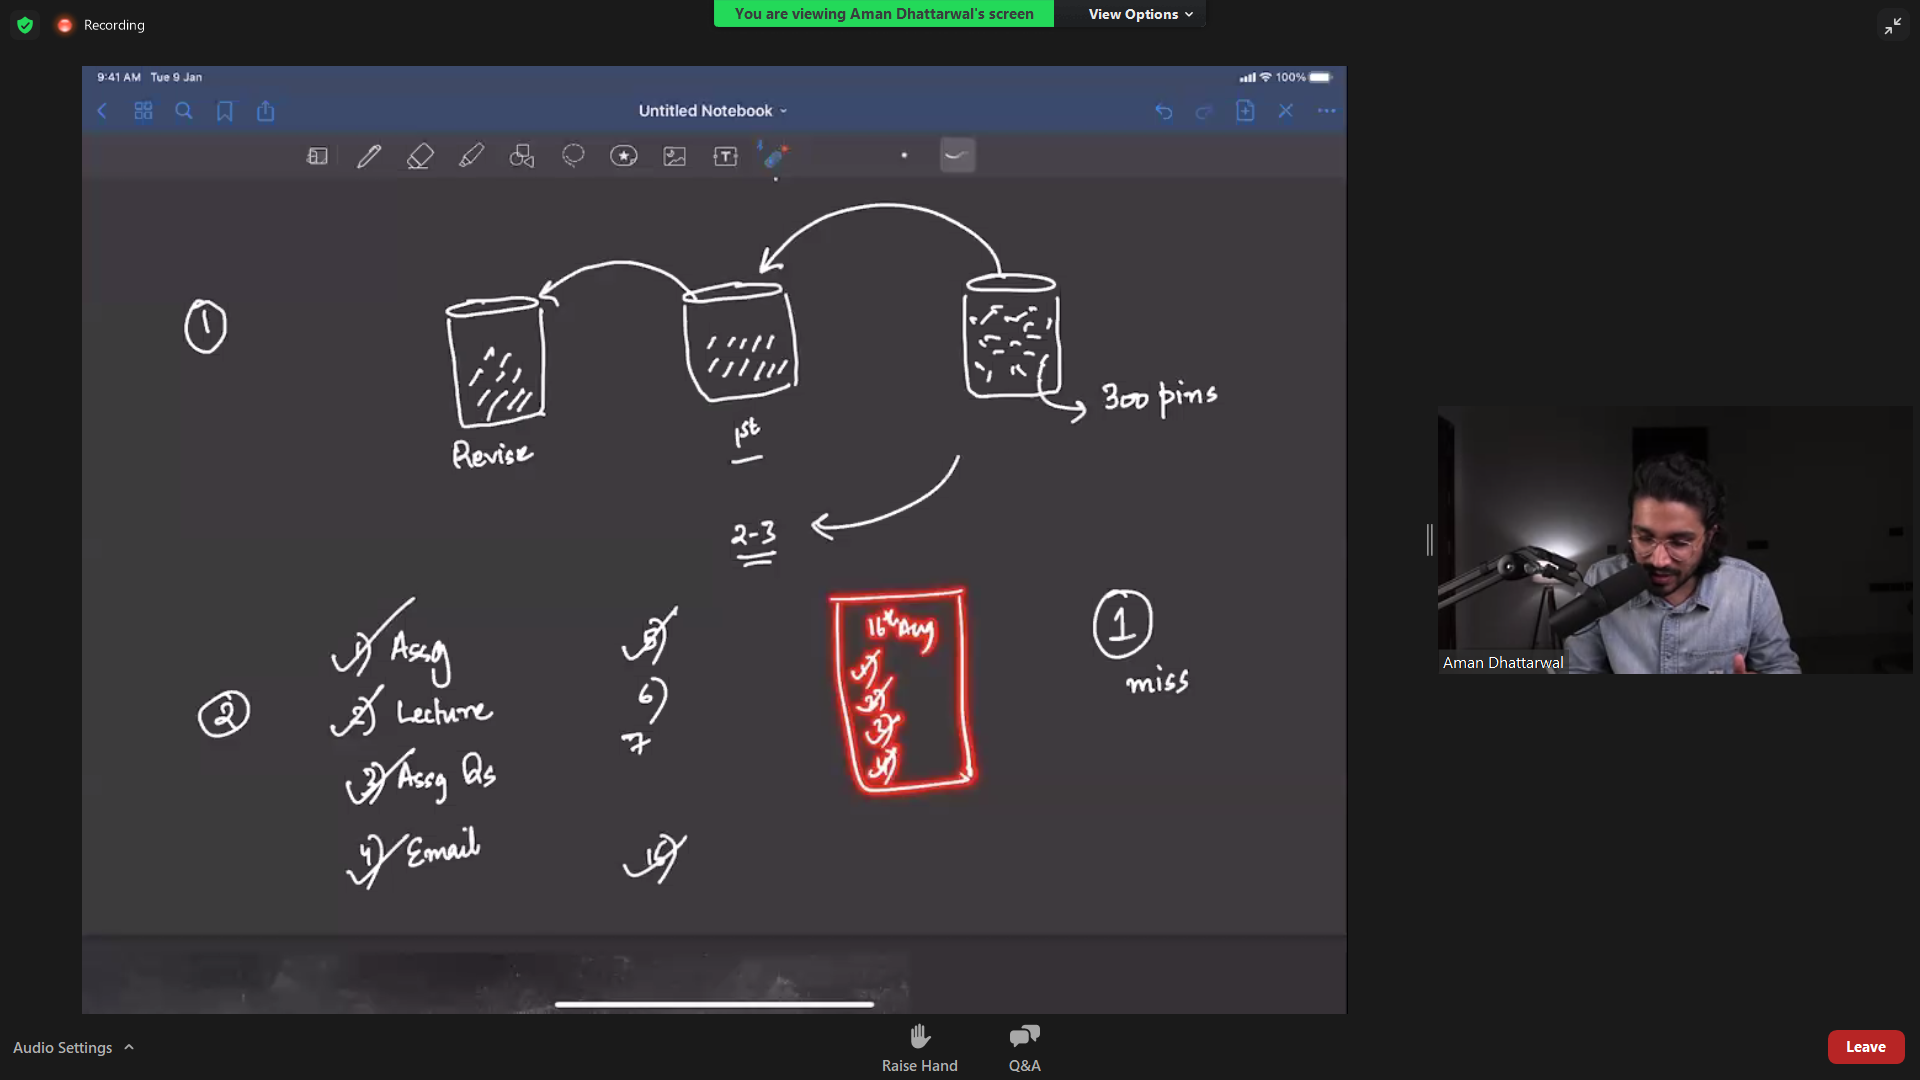 You are viewing Aman Dhattarwal's screen
View Options
Recording
9:41 AM Tue 9 Jan
100%
Untitled Notebook
T
1
300 pins
1st
Revise
2-3
16th Aug
1)
2)
3)
4)
1
miss
2
1) Assg
2) Lecture
3) Assg Qs
4) Email
5)
6)
7
15)
Aman Dhattarwal
Audio Settings
Raise Hand
Q&A
Leave